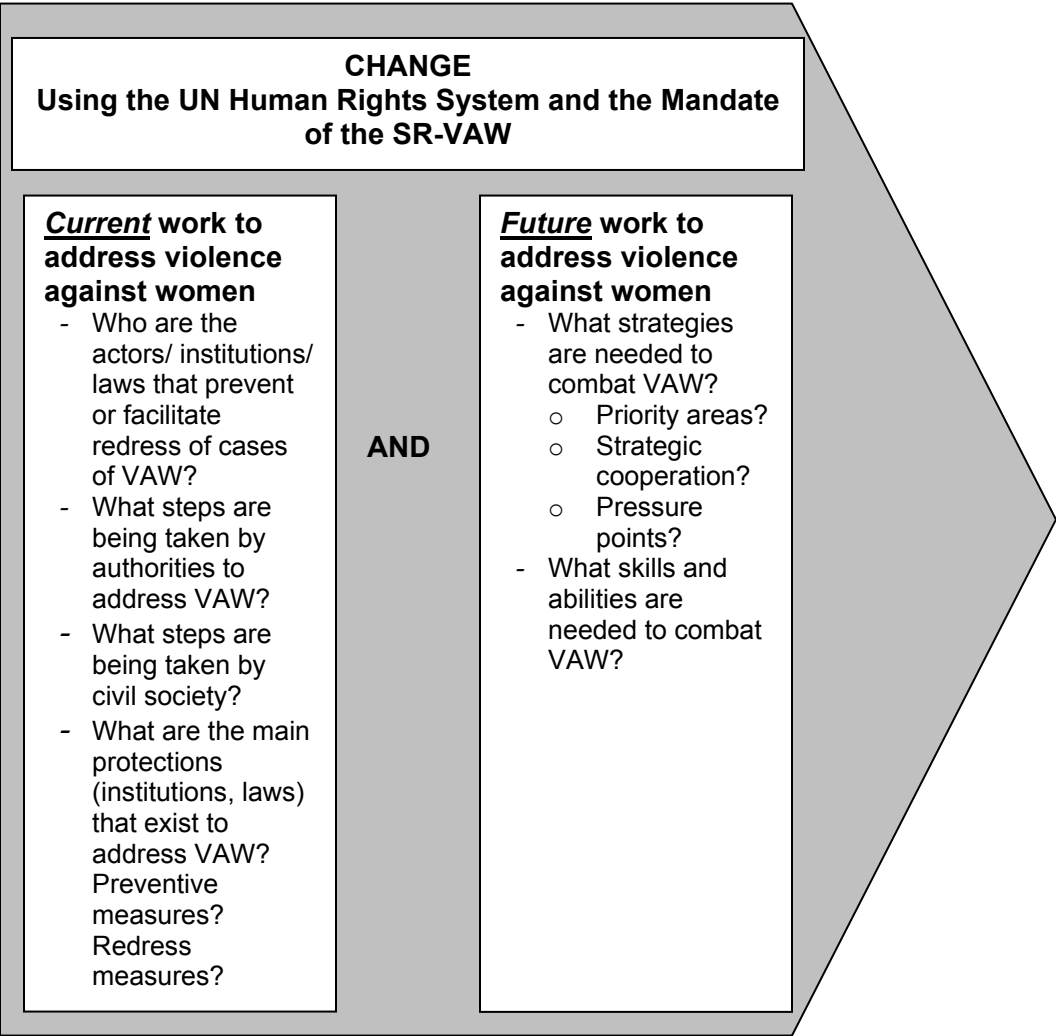 CHANGE
Using the UN Human Rights System and the Mandate
of the SR-VAW
Current work to
address violence
against women
- Who are the
actors/ institutions/
laws that prevent
or facilitate
redress of cases
of VAW?
- What steps are
being taken by
authorities to
address VAW?
- What steps are
being taken by
civil society?
- What are the main
protections
(institutions, laws)
that exist to
address VAW?
Preventive
measures?
Redress
measures?
AND
Future work to
address violence
against women
- What strategies
are needed to
combat VAW?
o Priority areas?
o Strategic
cooperation?
o Pressure
points?
- What skills and
abilities are
needed to combat
VAW?